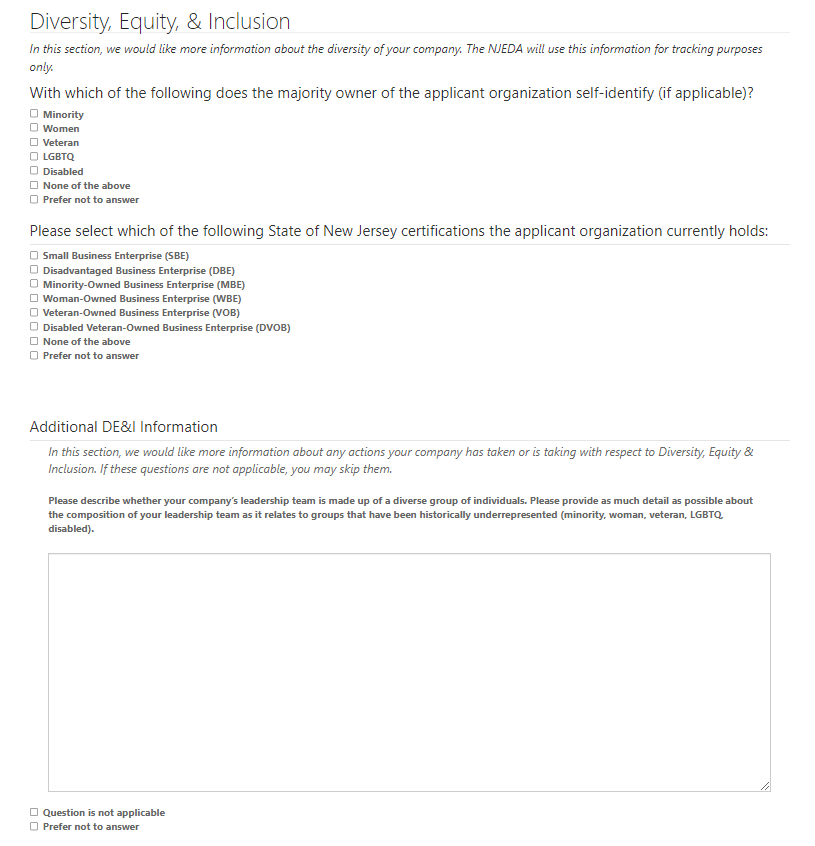 Diversity, Equity, & Inclusion
In this section, we would like more information about the diversity of your company. The NJEDA will use this information for tracking purposes
only.
With which of the following does the majority owner of the applicant organization self-identify (if applicable)?
Minority
Women
Veteran
LGBTQ
Disabled
None of the above
Prefer not to answer
Please select which of the following State of New Jersey certifications the applicant organization currently holds:
Small Business Enterprise (SBE)
Disadvantaged Business Enterprise (DBE)
Minority-Owned Business Enterprise (MBE)
Woman-Owned Business Enterprise (WBE)
Veteran-Owned Business Enterprise (VOB)
Disabled Veteran-Owned Business Enterprise (DVOB)
None of the above
Prefer not to answer
Additional DE&I Information
In this section, we would like more information about any actions your company has taken or is taking with respect to Diversity, Equity &
Inclusion. If these questions are not applicable, you may skip them.
Please describe whether your company's leadership team is made up of a diverse group of individuals. Please provide as much detail as possible about
the composition of your leadership team as it relates to groups that have been historically underrepresented (minority, woman, veteran, LGBTQ,
disabled).
Question is not applicable
Prefer not to answer